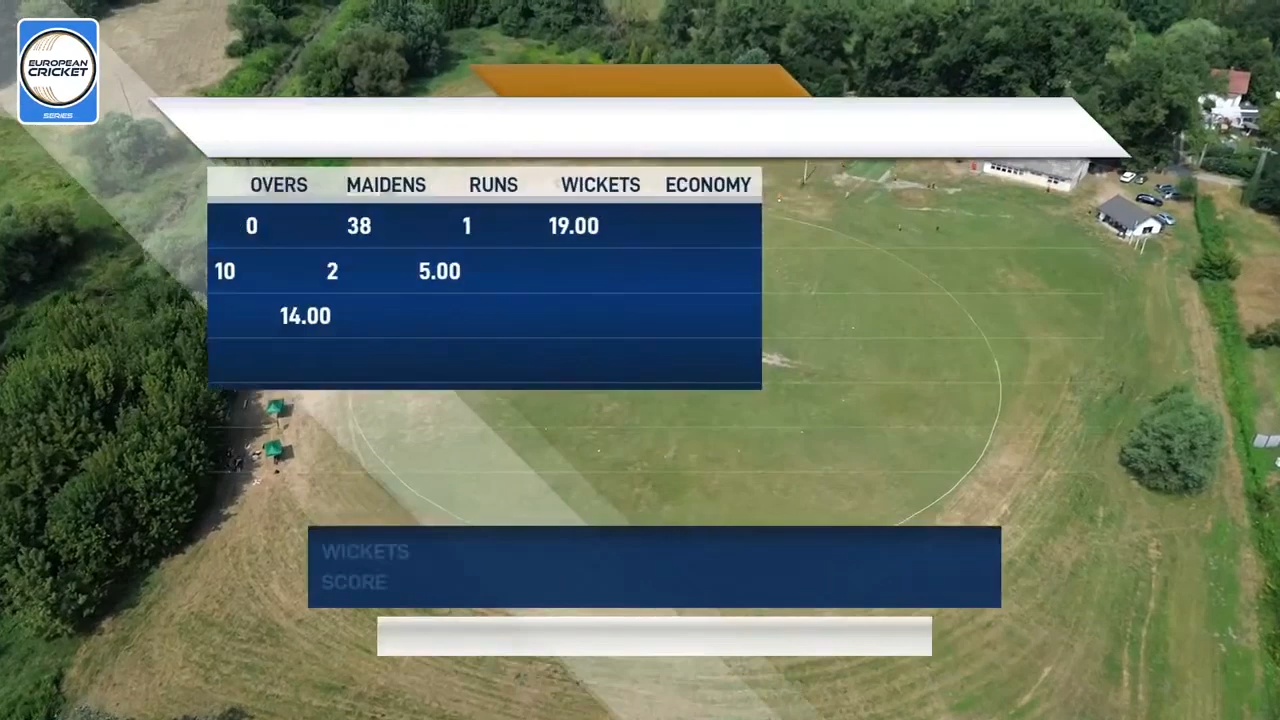 EUROPEAN
CRICKET
SERIES
OVERS MAIDENS RUNS WICKETS ECONOMY
0 38 1 19.00
10 2 5.00
14.00
WICKETS
SCORE